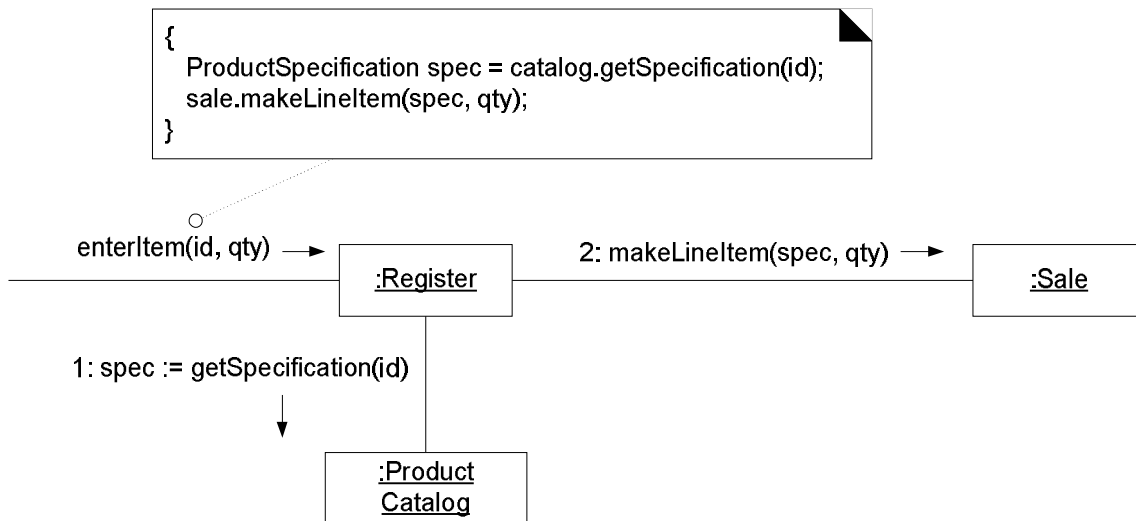 {
ProductSpecification spec = catalog.getSpecification(id);
sale.makeLineItem(spec, qty);
}
enterItem(id, qty)
2: makeLineItem(spec, qty)
:Register
:Sale
1: spec := getSpecification(id)
:Product
Catalog